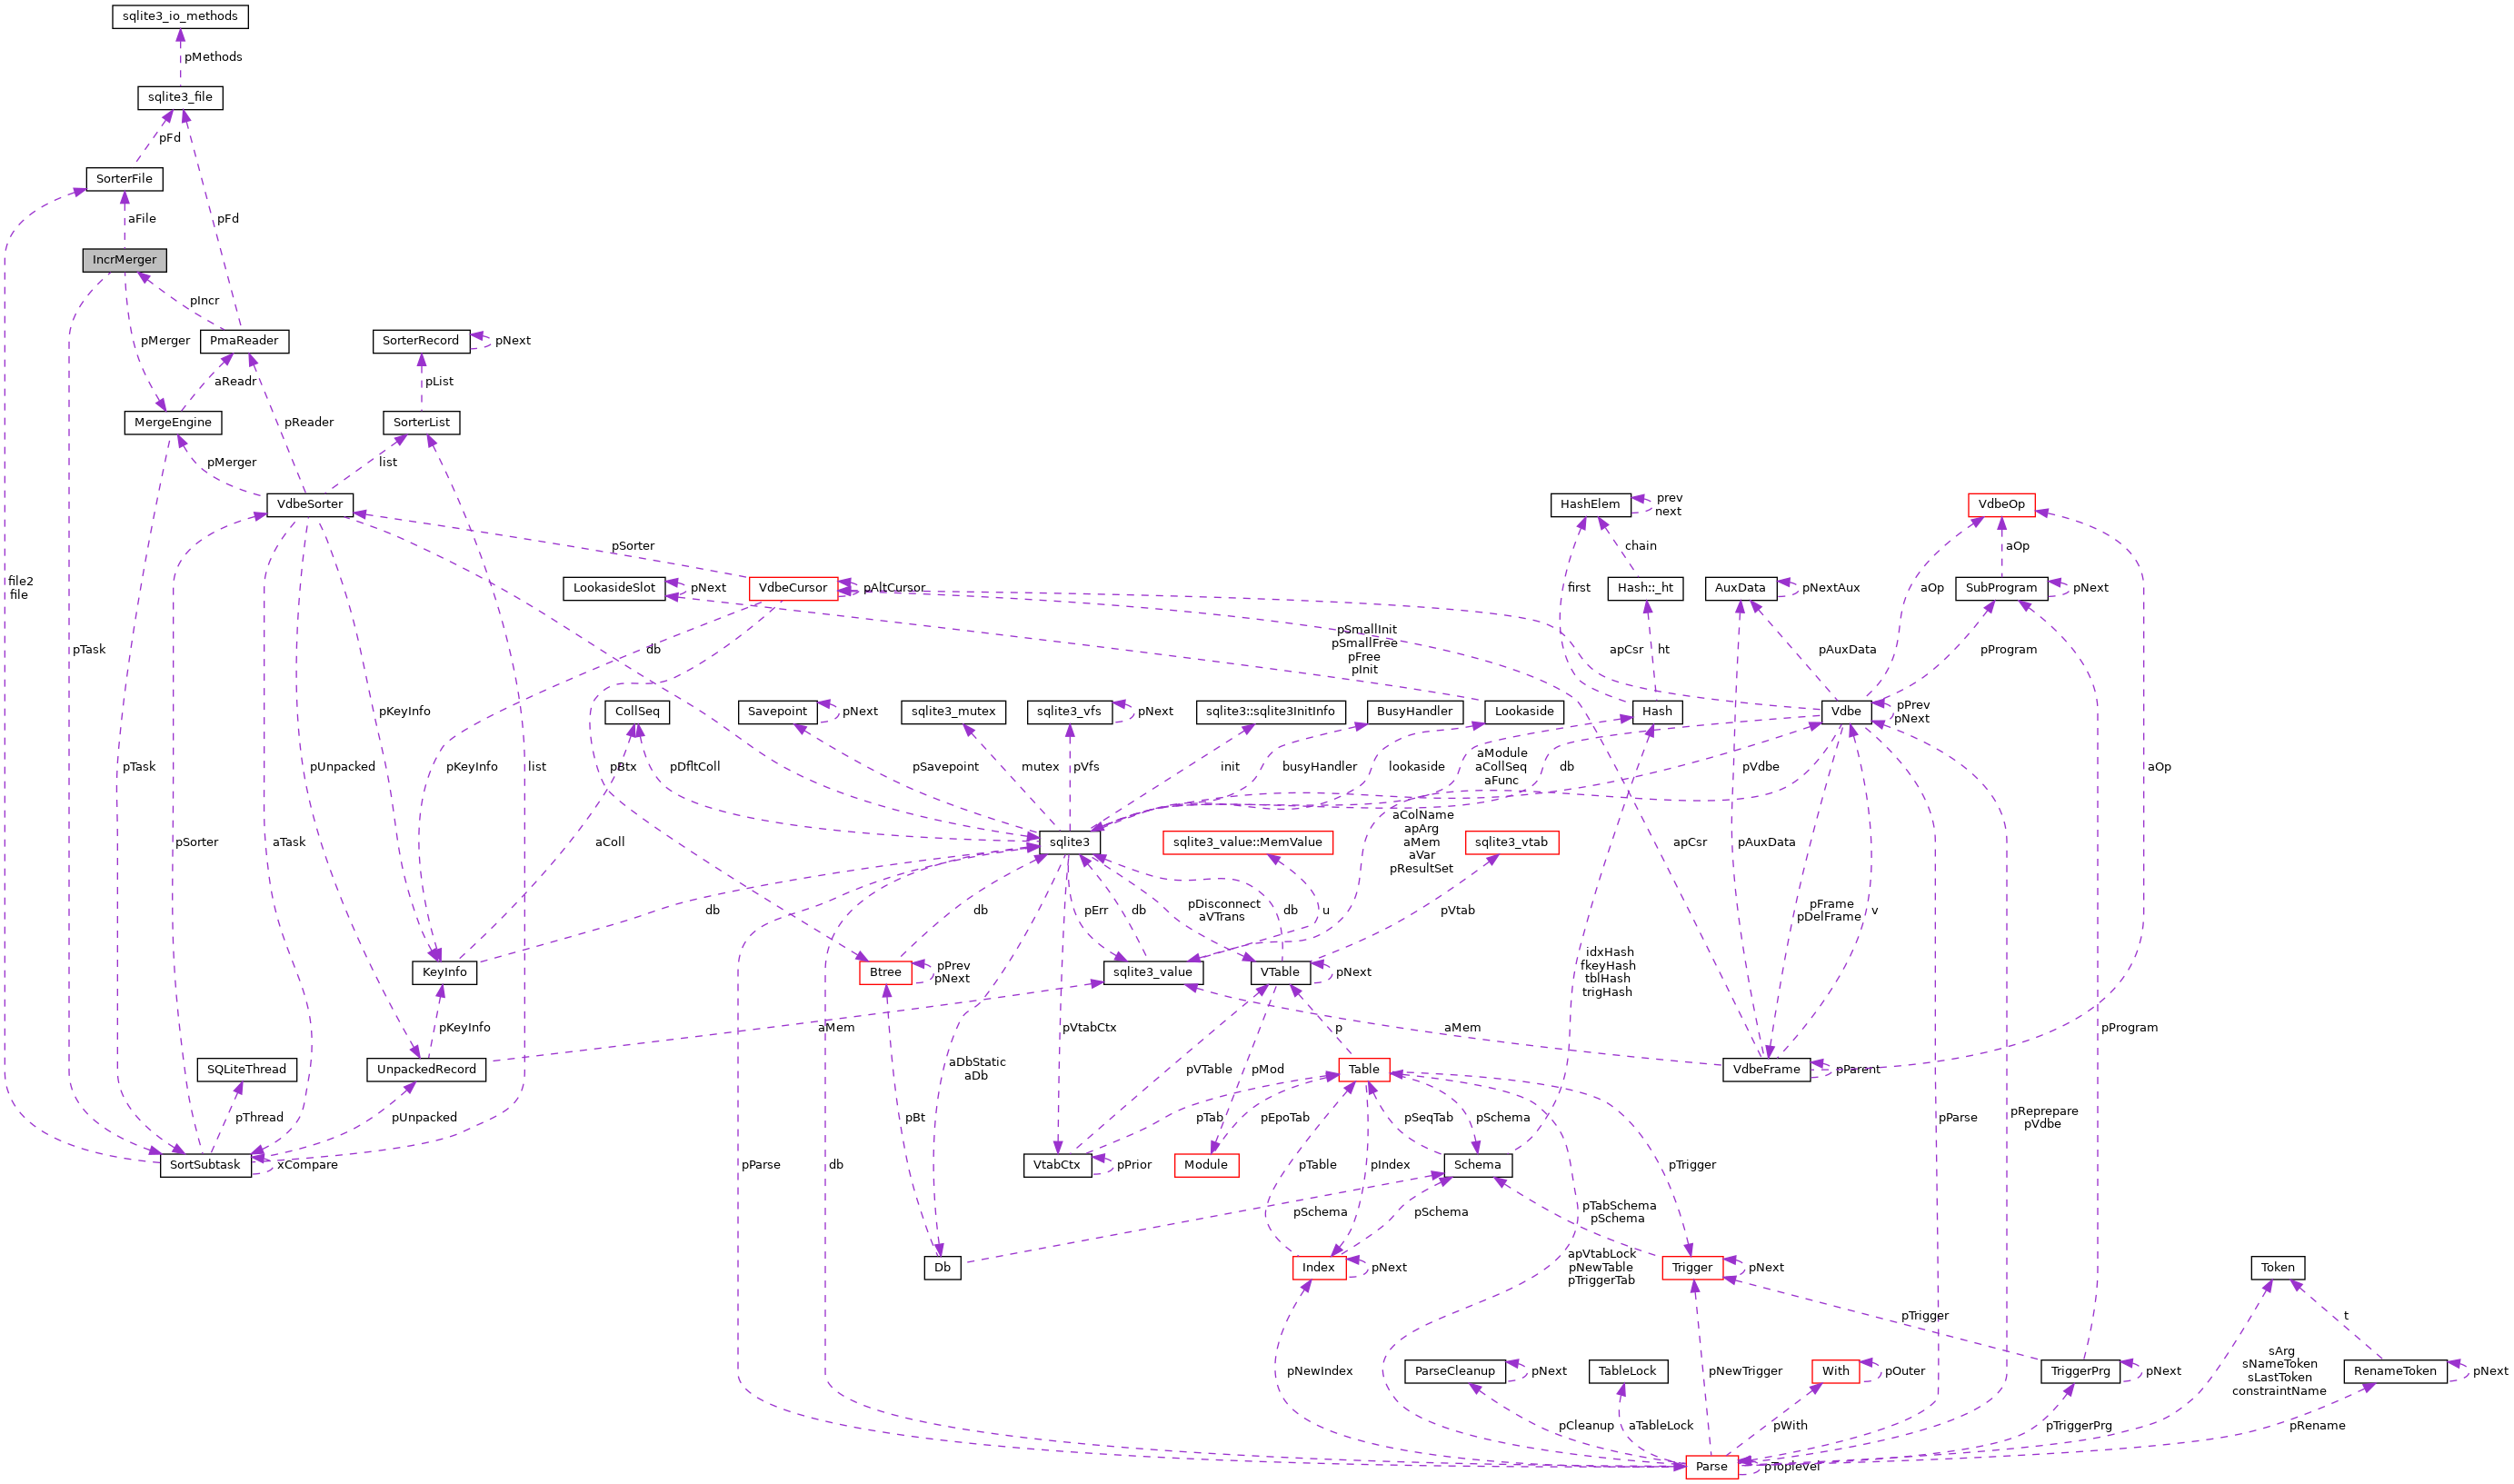 sqlite3_io_methods
pMethods
sqlite3_file
pFd
SorterFile
aFile
pFd
IncrMerger
pIncr
PmaReader
SorterRecord
pNext
pMerger
aReadr
pList
MergeEngine
pReader
SorterList
pMerger
list
VdbeSorter
HashElem
prev
next
VdbeOp
pSorter
chain
aOp
file2
file
LookasideSlot
pNext
VdbeCursor
pAltCursor
first
Hash::_ht
AuxData
pNextAux
aOp
SubProgram
pNext
pTask
db
pSmallInit
pSmallFree
pFree
pInit
apCsr
ht
pAuxData
pProgram
pKeyInfo
CollSeq
Savepoint
pNext
sqlite3_mutex
sqlite3_vfs
pNext
sqlite3::sqlite3InitInfo
BusyHandler
Lookaside
Hash
Vdbe
pPrev
pNext
pTask
pUnpacked
pKeyInfo
list
pBtx
pDfltColl
pSavepoint
mutex
pVfs
init
busyHandler
lookaside
aModule
aCollSeq
aFunc
db
pVdbe
aOp
pSorter
aTask
aColl
sqlite3
sqlite3_value::MemValue
aColName
apArg
aMem
aVar
pResultSet
sqlite3_vtab
apCsr
pAuxData
db
db
pErr
db
pDisconnect
aVTrans
db
u
pVtab
pFrame
pDelFrame
v
KeyInfo
Btree
pPrev
pNext
sqlite3_value
VTable
pNext
idxHash
fkeyHash
tblHash
trigHash
pKeyInfo
aMem
pVtabCtx
p
aMem
pProgram
SQLiteThread
UnpackedRecord
aDbStatic
aDb
pVTable
pMod
Table
VdbeFrame
pParent
pThread
pUnpacked
pBt
pTab
pEpoTab
pSeqTab
pSchema
pParse
pReprepare
pVdbe
SortSubtask
xCompare
pParse
db
VtabCtx
pPrior
Module
pTable
pIndex
Schema
pTrigger
pSchema
pSchema
pTabSchema
pSchema
Db
Index
pNext
apVtabLock
pNewTable
pTriggerTab
Trigger
pNext
Token
pTrigger
t
pNewIndex
ParseCleanup
pNext
TableLock
pNewTrigger
With
pOuter
TriggerPrg
pNext
sArg
sNameToken
sLastToken
constraintName
RenameToken
pNext
pCleanup
aTableLock
pWith
pTriggerPrg
pRename
Parse
pToplevel